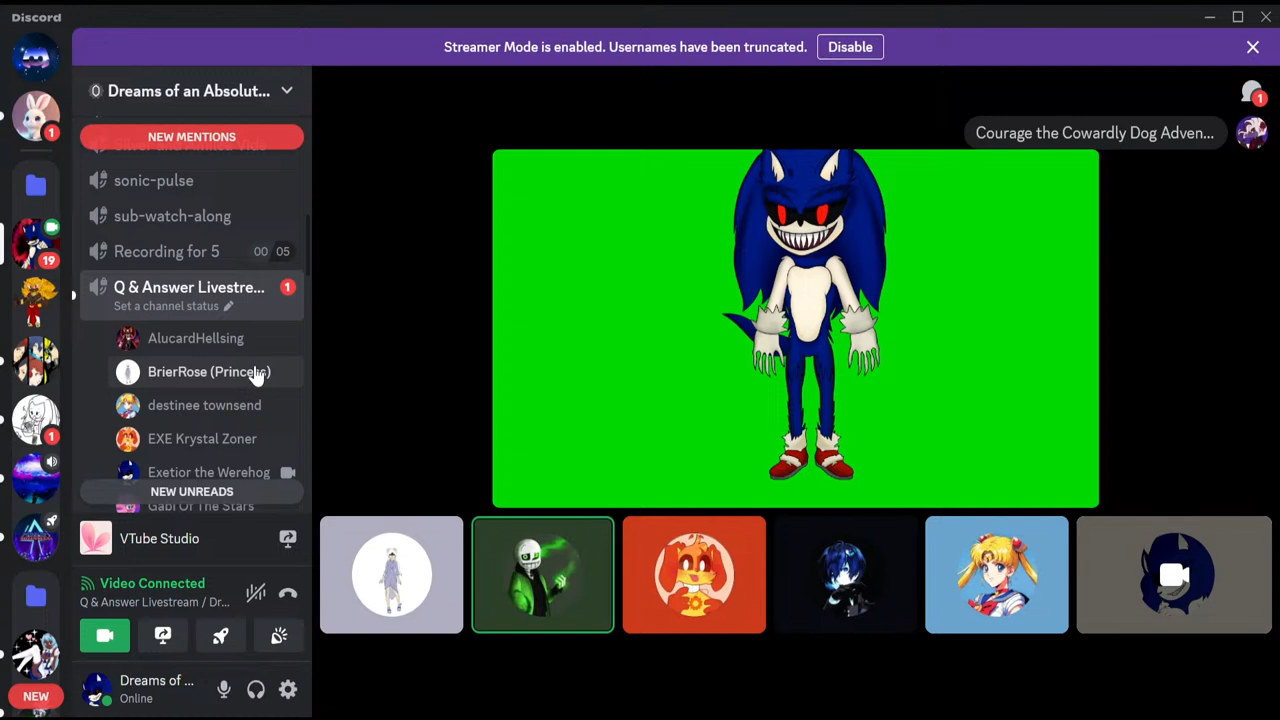 Discord
Streamer Mode is enabled. Usernames have been truncated.
Disable
Dreams of an Absolut...
NEW MENTIONS
sonic-pulse
sub-watch-along
Recording for 5
00 05
Q & Answer Livestre...
1
Set a channel status
AlucardHellsing
BrierRose (Princess)
destinee townsend
EXE Krystal Zoner
Exetior the Werehog
NEW UNREADS
Gabi Of The Stars
VTube Studio
Video Connected
Q & Answer Livestream / Dr...
Dreams of ...
Online
1
19
1
NEW
1
Courage the Cowardly Dog Adven...